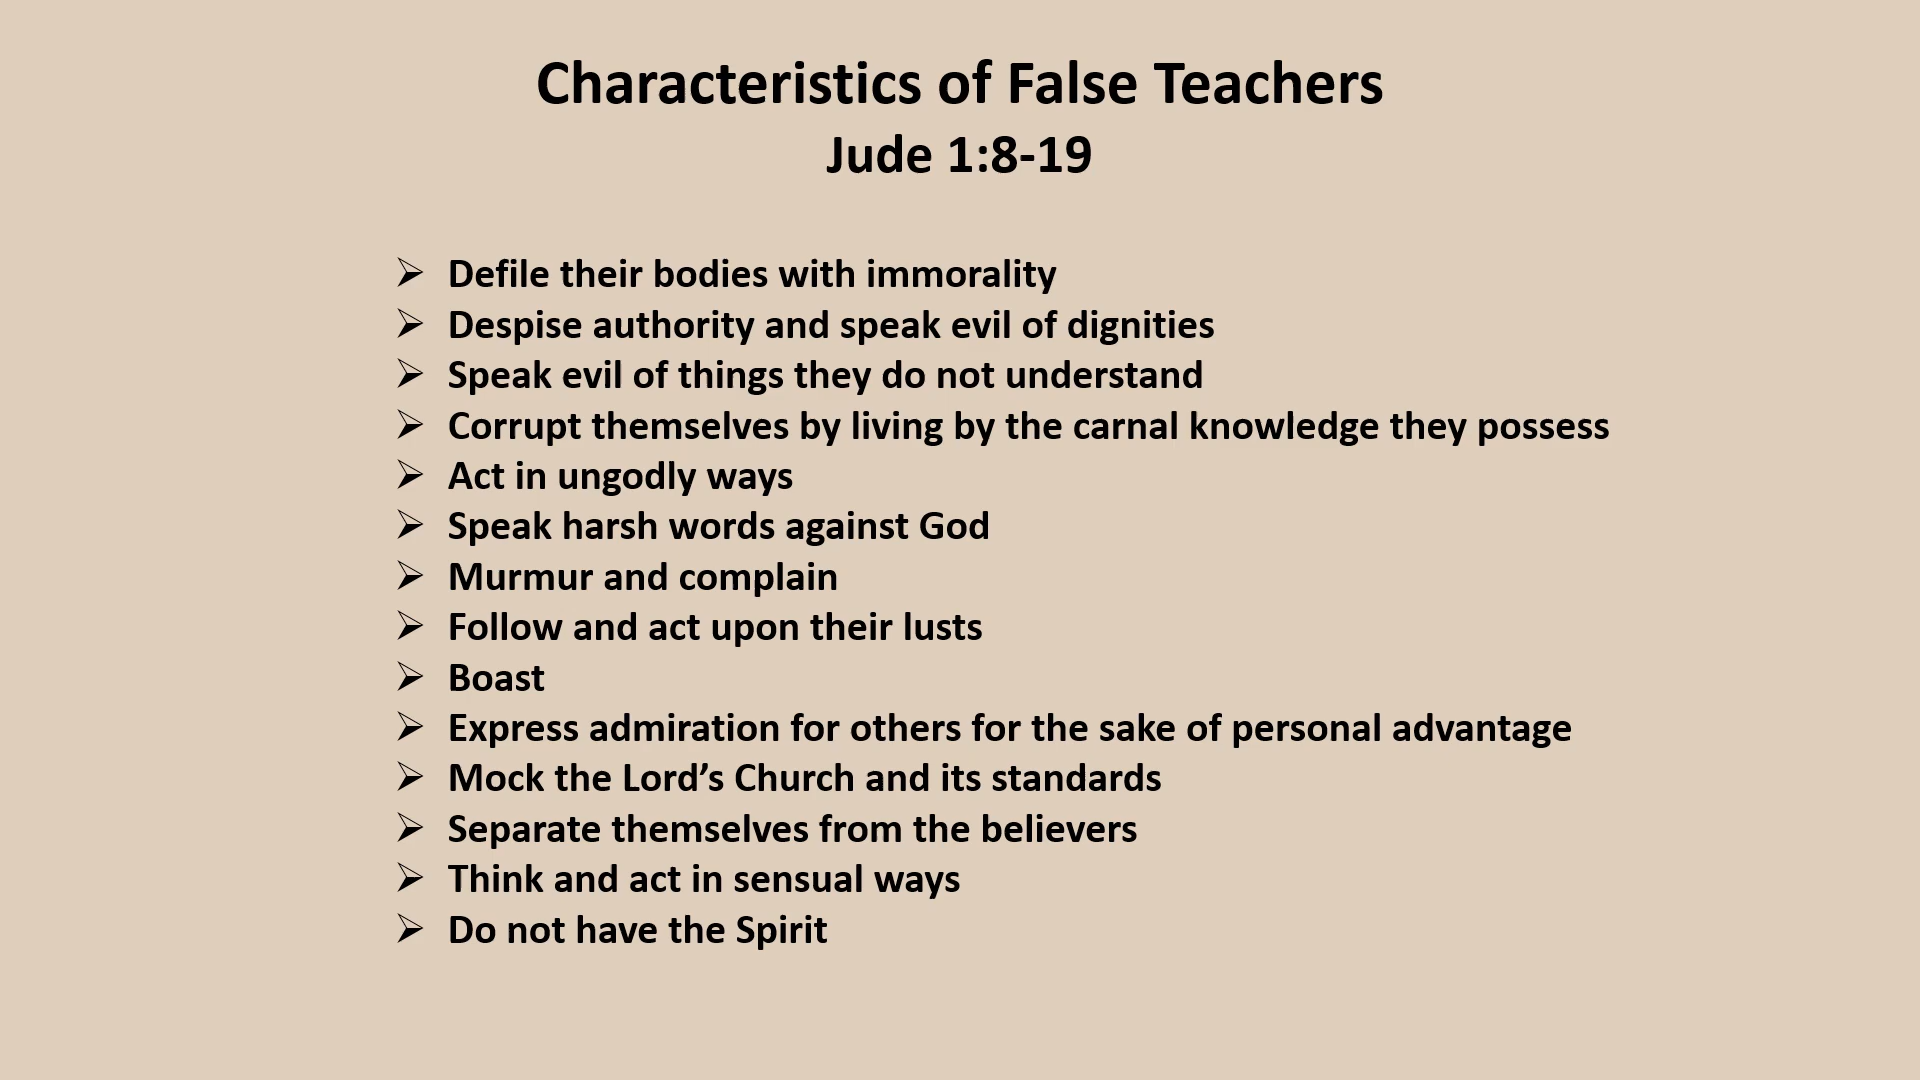 Characteristics of False Teachers
Jude 1:8-19
➢ Defile their bodies with immorality
➢ Despise authority and speak evil of dignities
➢ Speak evil of things they do not understand
➢ Corrupt themselves by living by the carnal knowledge they possess
➢ Act in ungodly ways
➢ Speak harsh words against God
➢ Murmur and complain
➢ Follow and act upon their lusts
➢ Boast
➢ Express admiration for others for the sake of personal advantage
➢ Mock the Lord’s Church and its standards
➢ Separate themselves from the believers
➢ Think and act in sensual ways
➢ Do not have the Spirit